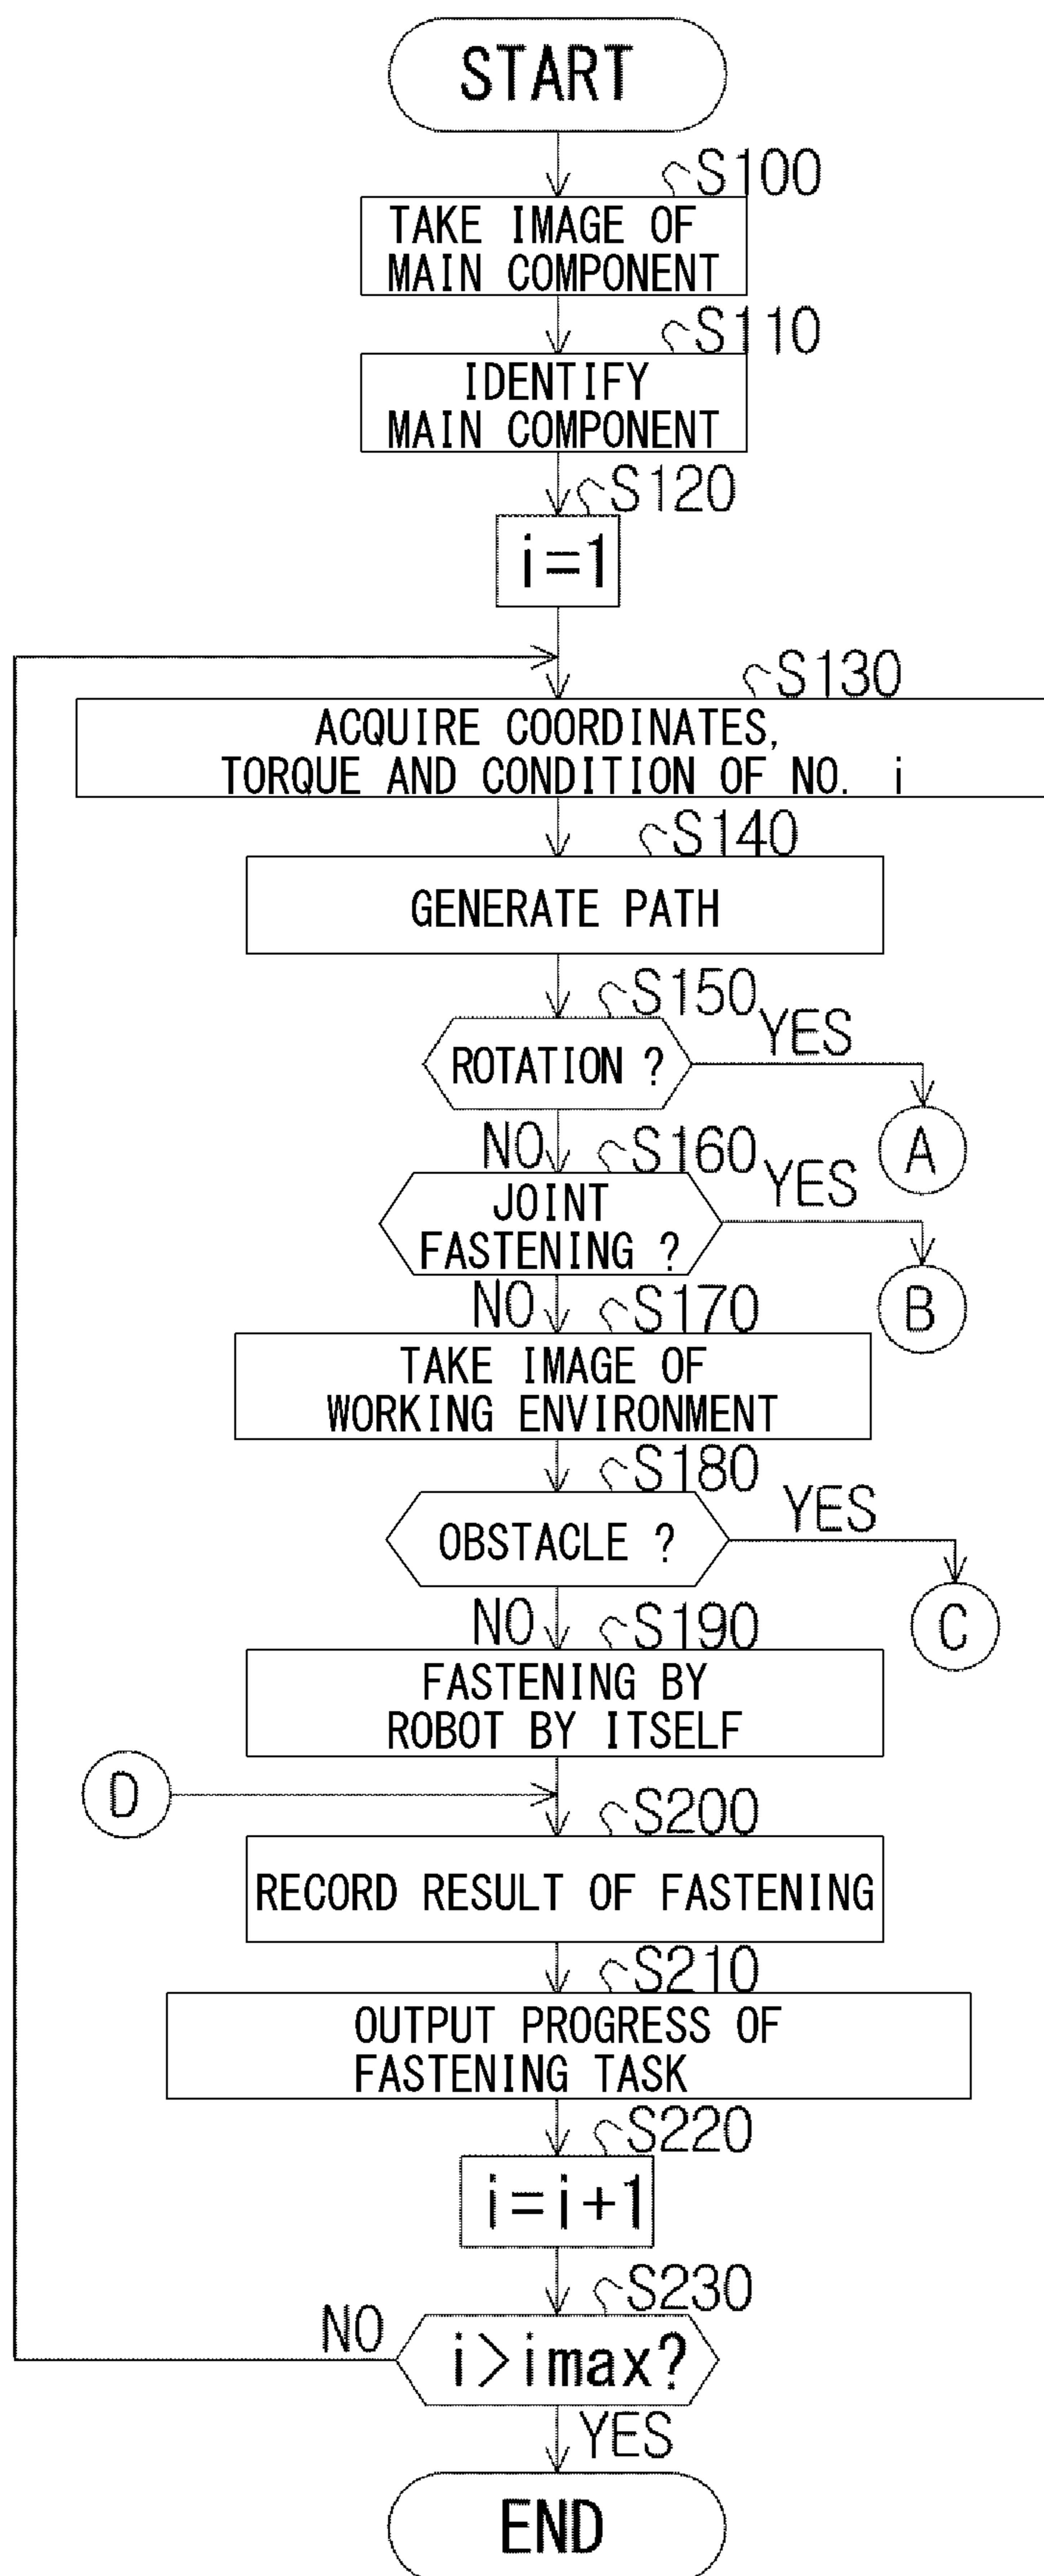 START
S100
TAKE IMAGE OF
MAIN COMPONENT
S110
IDENTIFY
MAIN COMPONENT
S120
i=1
S130
ACQUIRE COORDINATES,
TORQUE AND CONDITION OF NO. i
S140
GENERATE PATH
S150
YES
ROTATION ?
A
NO
S160
YES
JOINT
FASTENING ?
B
NO
S170
TAKE IMAGE OF
WORKING ENVIRONMENT
S180
YES
OBSTACLE ?
C
NO
S190
FASTENING BY
ROBOT BY ITSELF
D
S200
RECORD RESULT OF FASTENING
S210
OUTPUT PROGRESS OF
FASTENING TASK
S220
i=i+1
S230
NO
i>imax?
YES
END